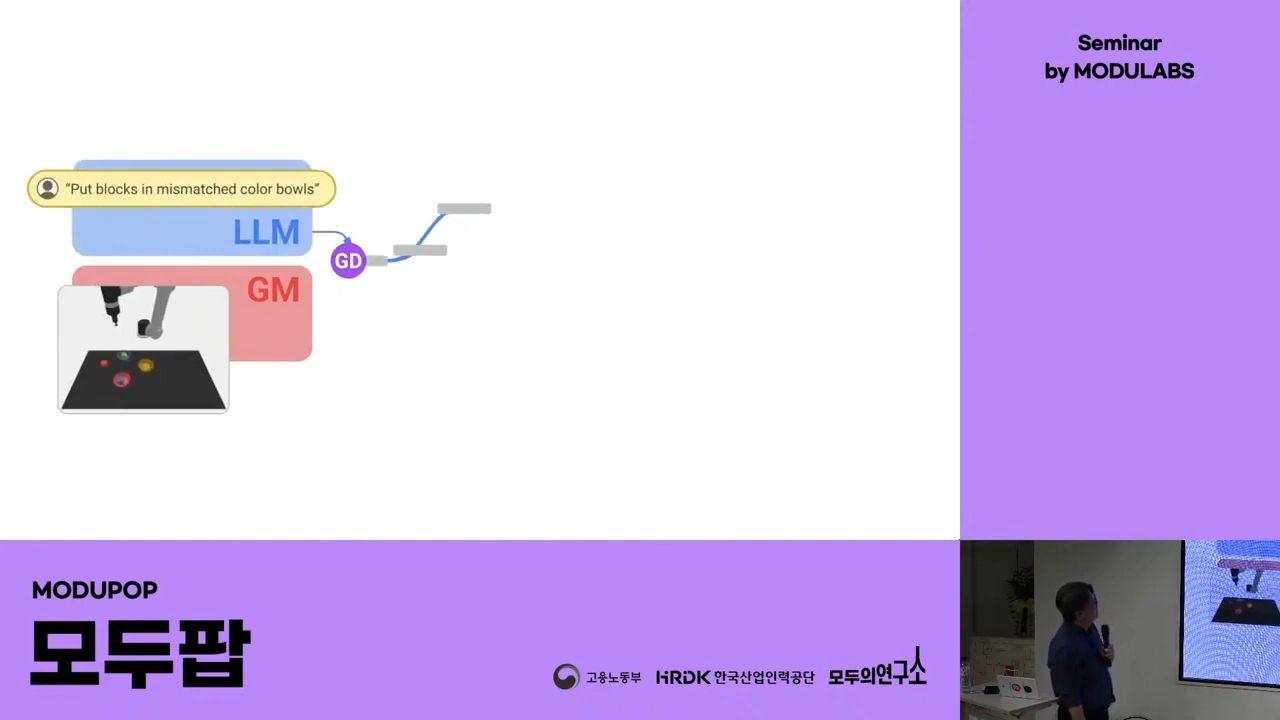 Seminar
by MODULABS
“Put blocks in mismatched color bowls”
LLM
GD
GM
MODUPOP
모두팝
고용노동부
HRDK 한국산업인력공단
모두의연구소